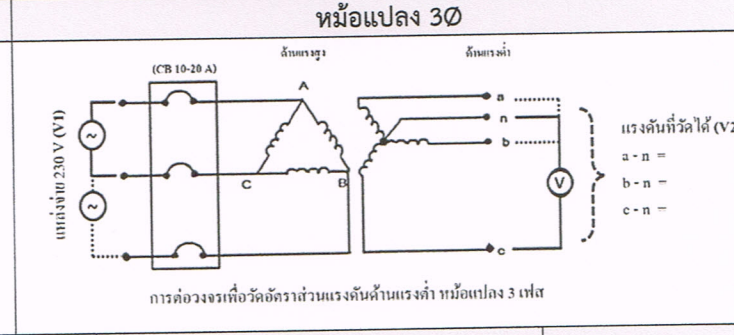 หม้อแปลง 3Ø
ด้านแรงสูง
ด้านแรงต่ำ
(CB 10-20 A)
A
a
n
b
แหล่งจ่าย 230 V (V1)
~
~
C
B
V
c
แรงดันที่วัดได้ (V2
a - n =
b - n =
c - n =
การต่อวงจรเพื่อวัดอัตราส่วนแรงดันด้านแรงต่ำ หม้อแปลง 3 เฟส